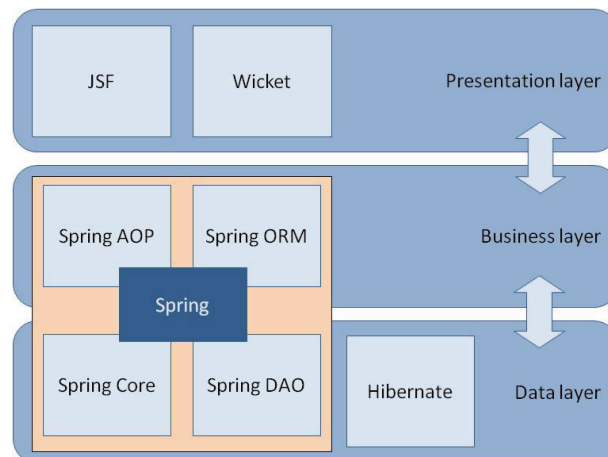 JSF
Wicket
Presentation layer
Spring AOP
Spring ORM
Business layer
Spring
Spring Core
Spring DAO
Hibernate
Data layer